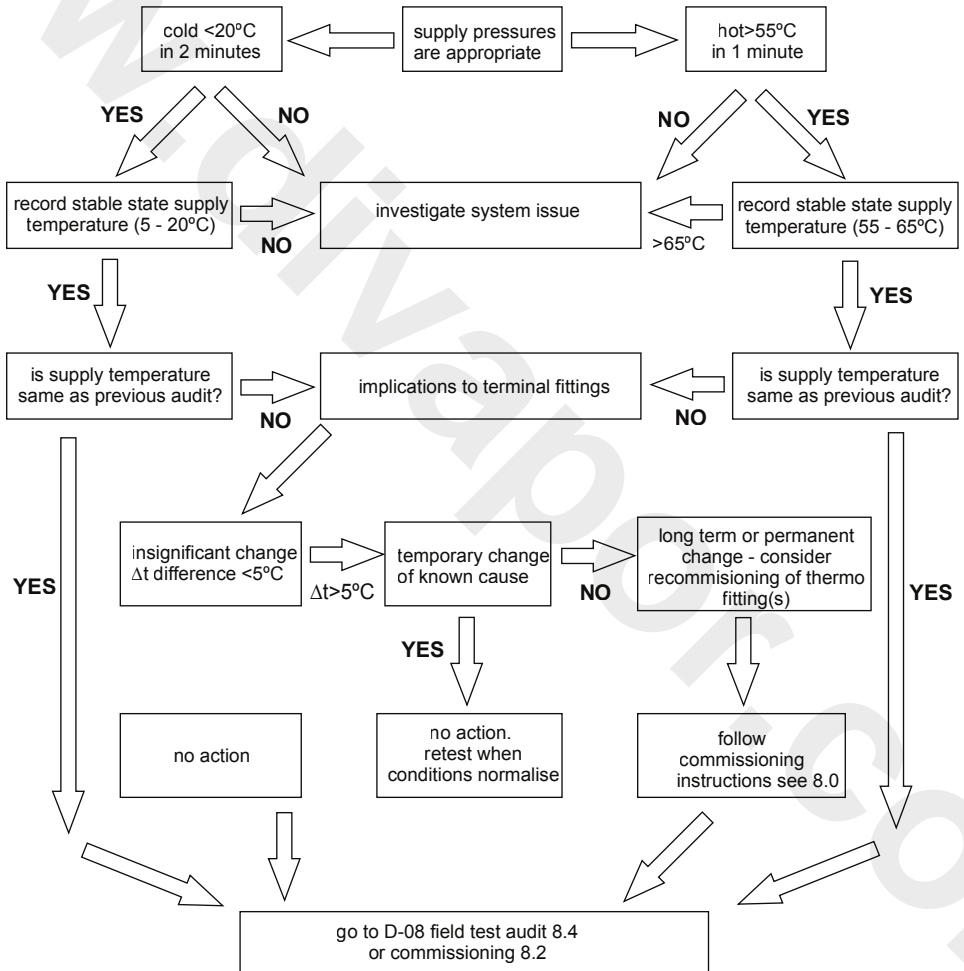 cold <20ºC
in 2 minutes
supply pressures
are appropriate
hot>55ºC
in 1 minute
YES
NO
NO
YES
record stable state supply
temperature (5 - 20ºC)
NO
investigate system issue
>65ºC
record stable state supply
temperature (55 - 65ºC)
YES
YES
is supply temperature
same as previous audit?
NO
implications to terminal fittings
NO
is supply temperature
same as previous audit?
insignificant change
Δt difference <5ºC
Δt>5ºC
temporary change
of known cause
NO
long term or permanent
change - consider
recommisioning of thermo
fitting(s)
YES
YES
YES
no action
no action.
retest when
conditions normalise
follow
commissioning
instructions see 8.0
go to D-08 field test audit 8.4
or commissioning 8.2
w.divapor.co